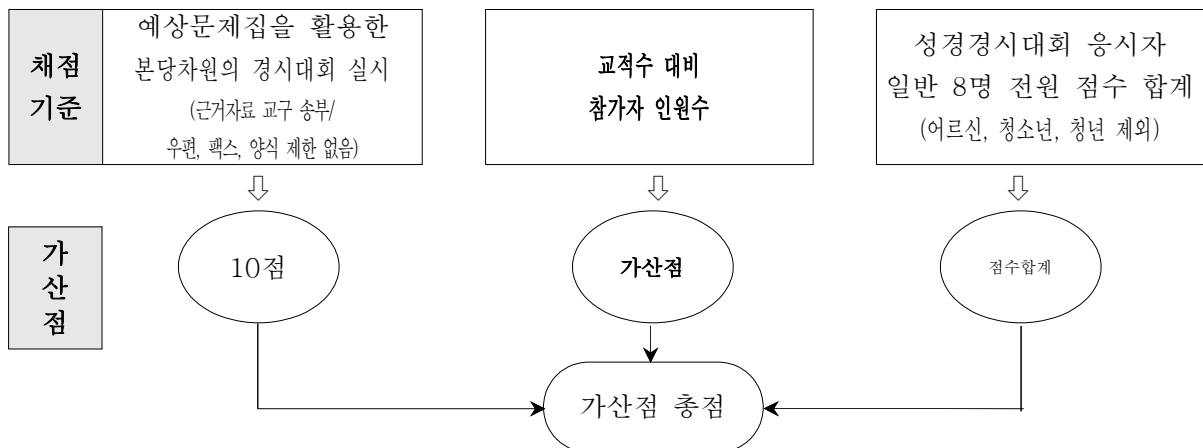 채점
기준
예상문제집을 활용한
본당차원의 경시대회 실시
(근거자료 교구 송부/
우편, 팩스, 양식 제한 없음)
교적수 대비
참가자 인원수
성경경시대회 응시자
일반 8명 전원 점수 합계
(어르신, 청소년, 청년 제외)
가
산
점
10점
가산점
점수합계
가산점 총점